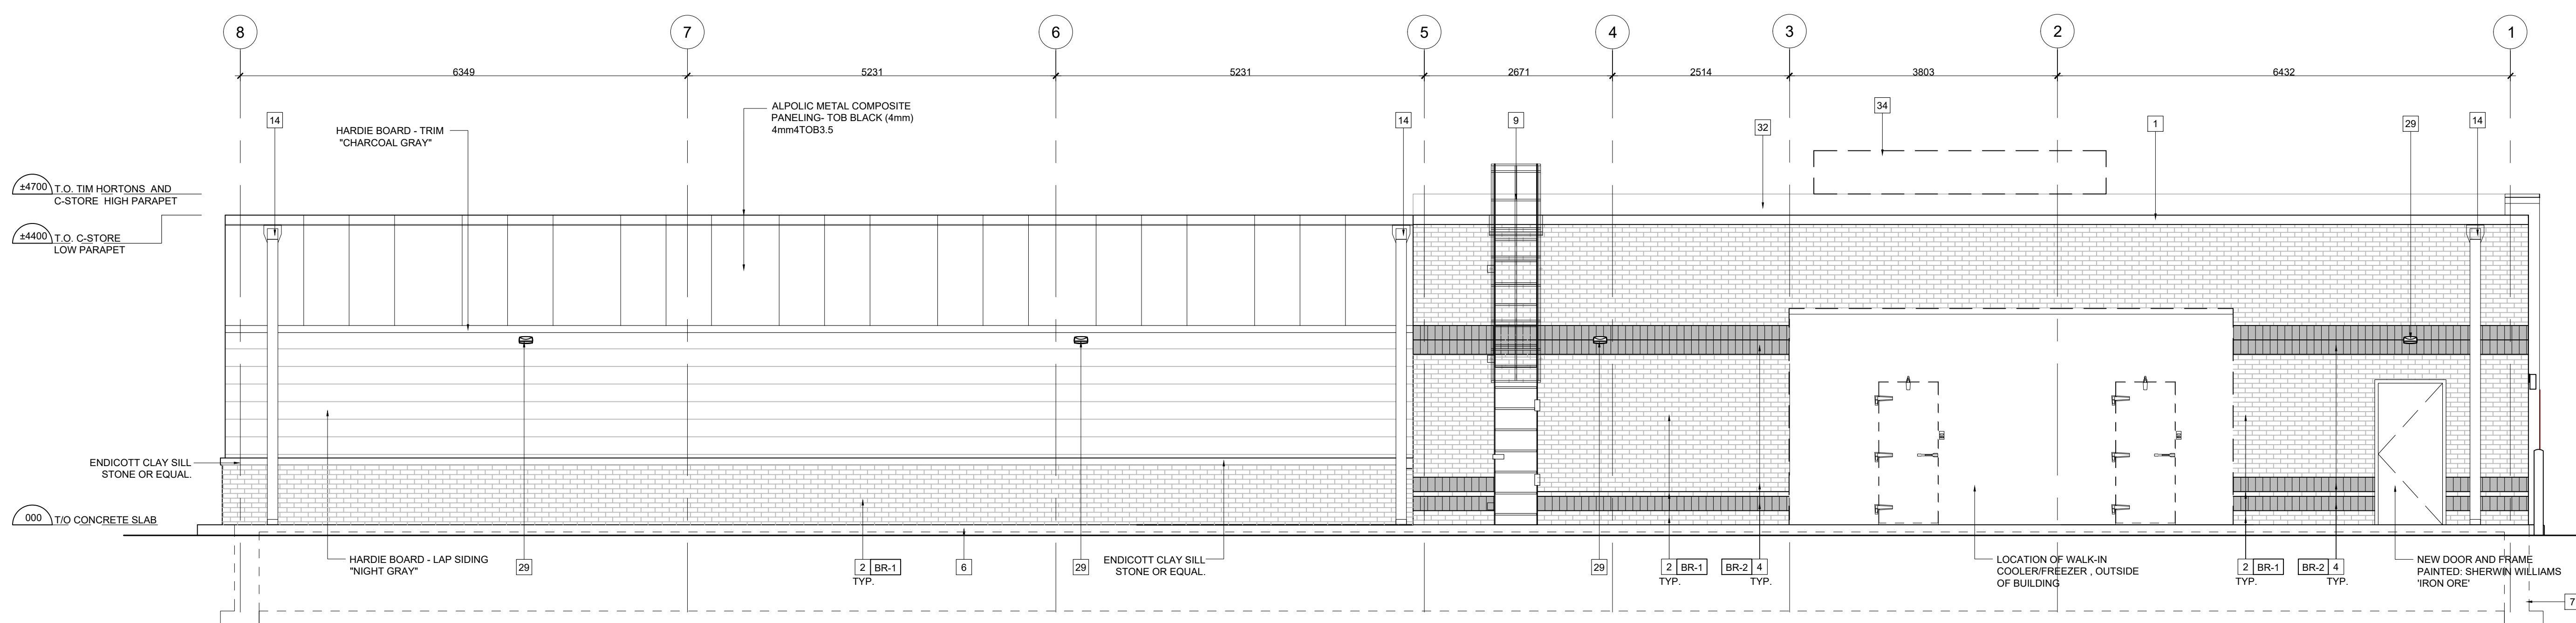 8 7 6 5 4 3 2 1
6349 5231 5231 2671 2514 3803 6432
14 14 9 32 34 1 29 14
HARDIE BOARD - TRIM
"CHARCOAL GRAY"
ALPOLIC METAL COMPOSITE
PANELING- TOB BLACK (4mm)
4mm4TOB3.5
±4700 T.O. TIM HORTONS AND
C-STORE HIGH PARAPET
±4400 T.O. C-STORE
LOW PARAPET
ENDICOTT CLAY SILL
STONE OR EQUAL.
000 T/O CONCRETE SLAB
HARDIE BOARD - LAP SIDING
"NIGHT GRAY"
29
2 BR-1
TYP.
6
29
ENDICOTT CLAY SILL
STONE OR EQUAL.
29
2 BR-1
TYP.
BR-2 4
TYP.
LOCATION OF WALK-IN
COOLER/FREEZER , OUTSIDE
OF BUILDING
2 BR-1
TYP.
BR-2 4
TYP.
NEW DOOR AND FRAME
PAINTED: SHERWIN WILLIAMS
'IRON ORE'
7